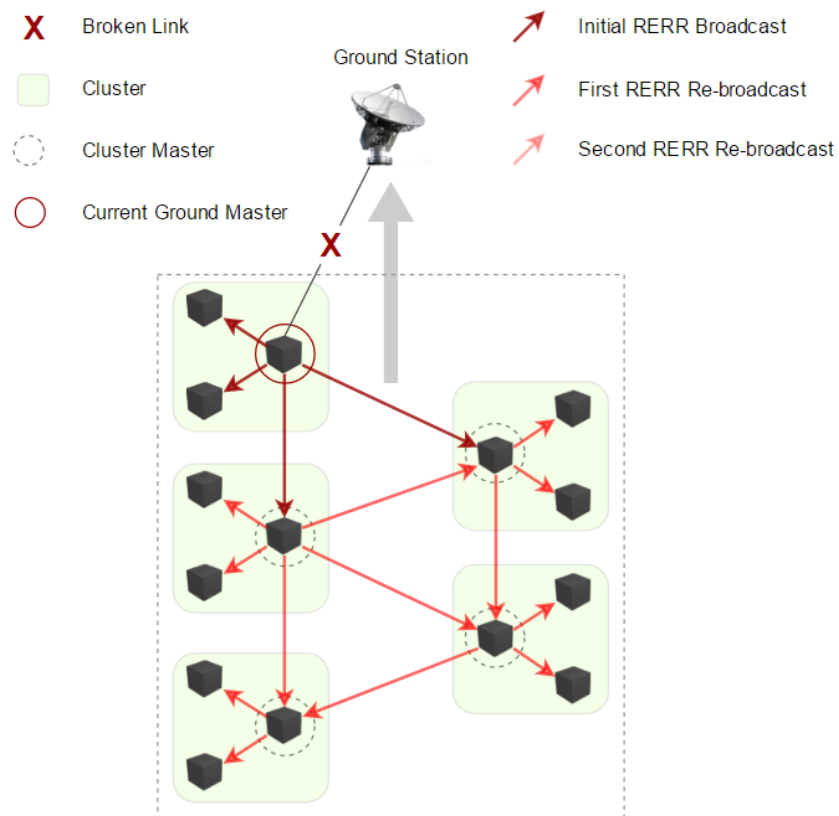 X Broken Link
Cluster
Cluster Master
Current Ground Master
Ground Station
Initial RERR Broadcast
First RERR Re-broadcast
Second RERR Re-broadcast
X